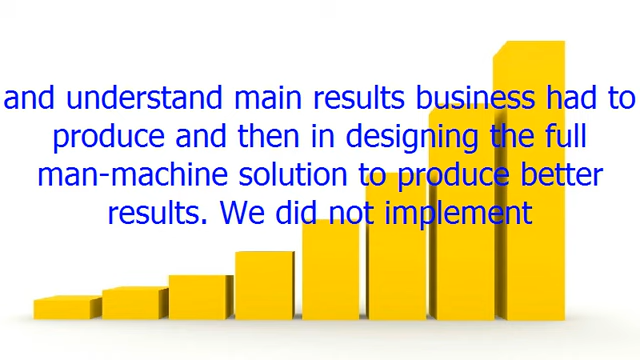 and understand main results business had to
produce and then in designing the full
man-machine solution to produce better
results. We did not implement